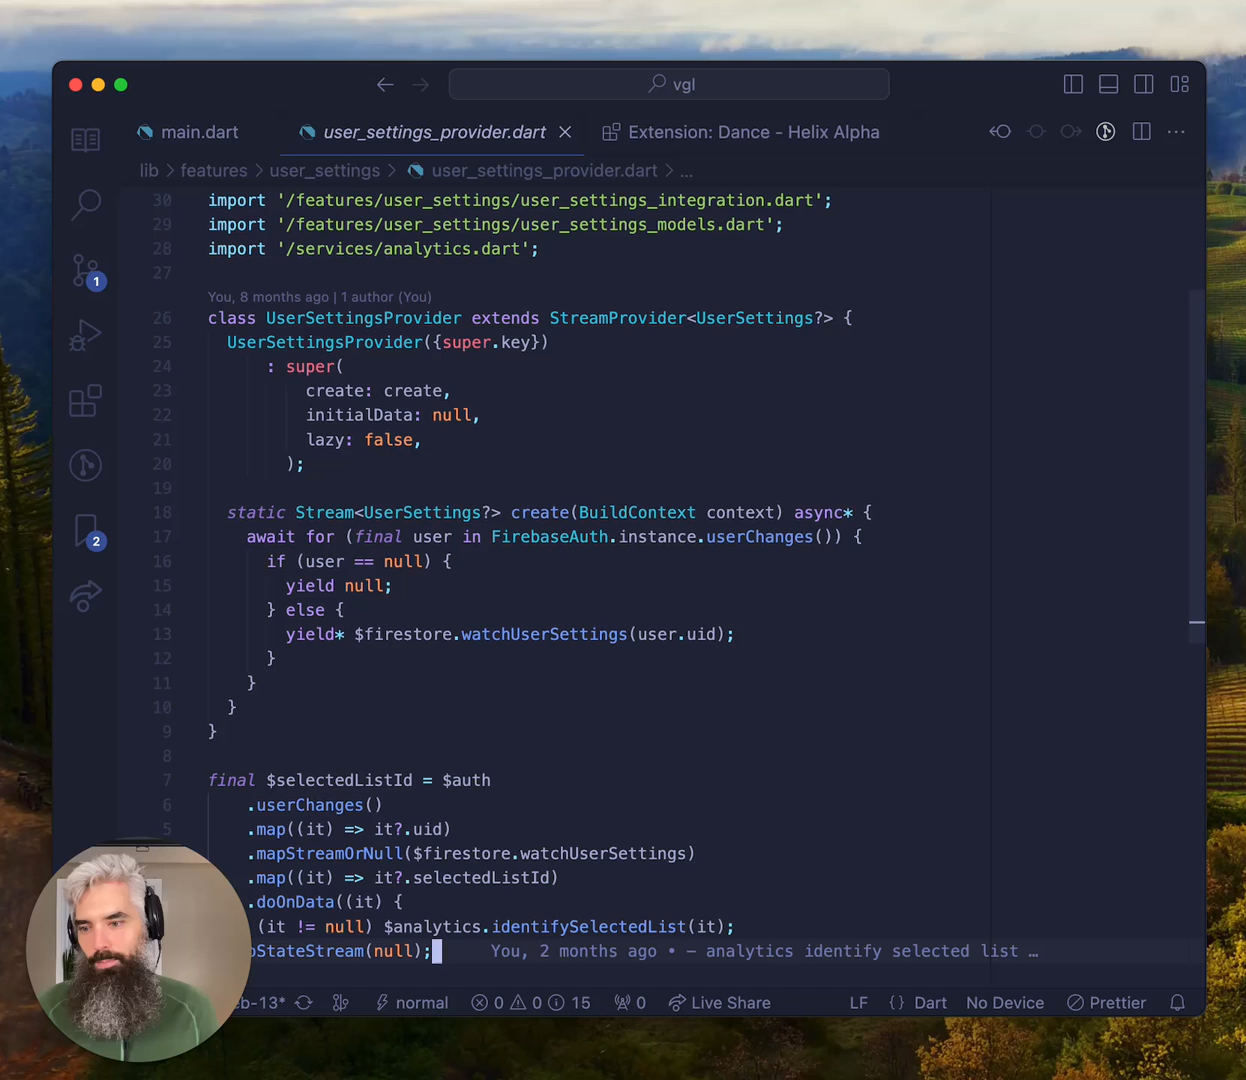 vgl
main.dart
user_settings_provider.dart
Extension: Dance - Helix Alpha
lib > features > user_settings > user_settings_provider.dart > ...
30 import '/features/user_settings/user_settings_integration.dart';
29 import '/features/user_settings/user_settings_models.dart';
28 import '/services/analytics.dart';
27
You, 8 months ago | 1 author (You)
26 class UserSettingsProvider extends StreamProvider<UserSettings?> {
25 UserSettingsProvider({super.key})
24 : super(
23 create: create,
22 initialData: null,
21 lazy: false,
20 );
19
18 static Stream<UserSettings?> create(BuildContext context) async* {
17 await for (final user in FirebaseAuth.instance.userChanges()) {
16 if (user == null) {
15 yield null;
14 } else {
13 yield* $firestore.watchUserSettings(user.uid);
12 }
11 }
10 }
9 }
8
7 final $selectedListId = $auth
6 .userChanges()
5 .map((it) => it?.uid)
.mapStreamOrNull($firestore.watchUserSettings)
.map((it) => it?.selectedListId)
.doOnData((it) {
(it != null) $analytics.identifySelectedList(it);
StateStream(null); You, 2 months ago • — analytics identify selected list …
1
2
eb-13* normal 0 0 15 0 Live Share LF {} Dart No Device Prettier